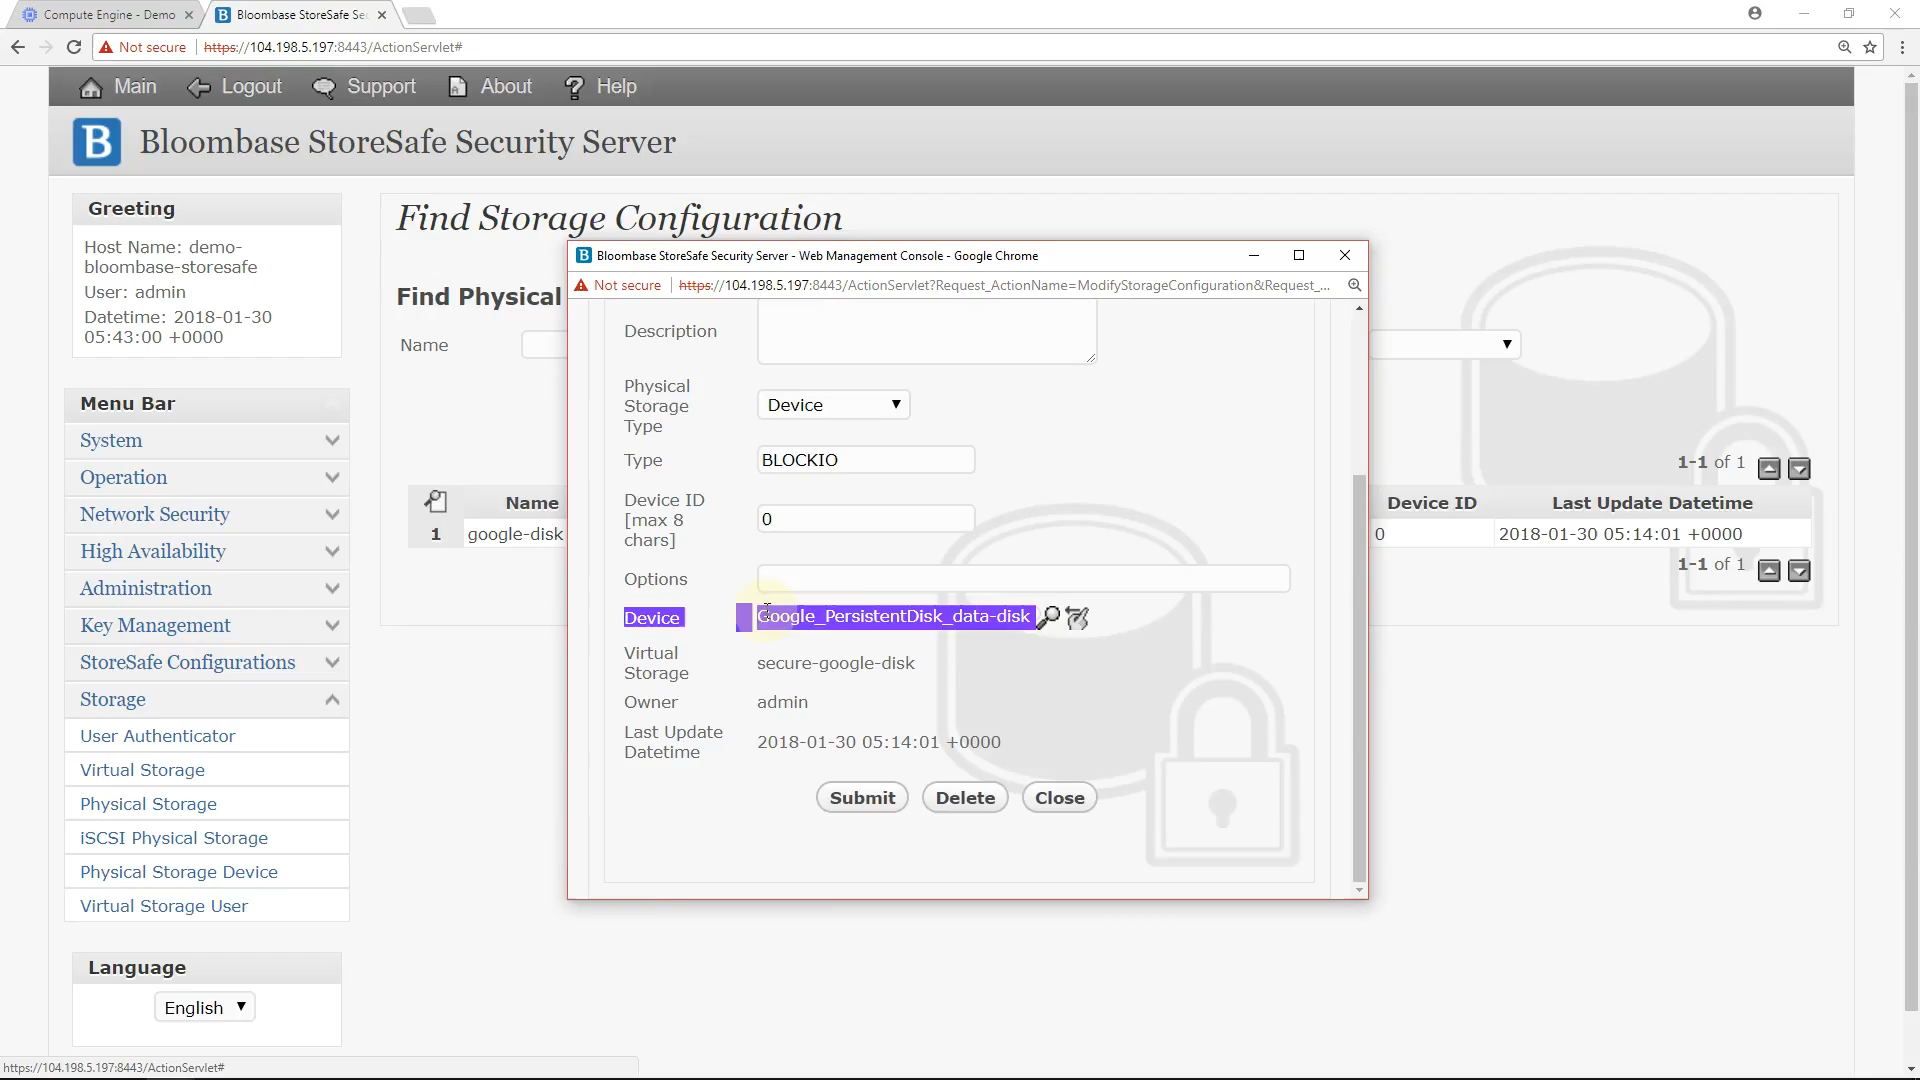 Compute Engine - Demo
Bloombase StoreSafe Sec
Not secure
https://104.198.5.197:8443/ActionServlet#
Main
Logout
Support
About
Help
B
Bloombase StoreSafe Security Server
Greeting
Host Name: demo-
bloombase-storesafe
User: admin
Datetime: 2018-01-30
05:43:00 +0000
Menu Bar
System
Operation
Network Security
High Availability
Administration
Key Management
StoreSafe Configurations
Storage
User Authenticator
Virtual Storage
Physical Storage
iSCSI Physical Storage
Physical Storage Device
Virtual Storage User
Language
English
Find Storage Configuration
Find Physical
Name
1-1 of 1
Name
Device ID
Last Update Datetime
1
google-disk
0
2018-01-30 05:14:01 +0000
1-1 of 1
Bloombase StoreSafe Security Server - Web Management Console - Google Chrome
Not secure
https://104.198.5.197:8443/ActionServlet?Request_ActionName=ModifyStorageConfiguration&Request_...
Description
Physical
Storage
Type
Device
Type
BLOCKIO
Device ID
[max 8
chars]
0
Options
Device
Google_PersistentDisk_data-disk
Virtual
Storage
secure-google-disk
Owner
admin
Last Update
Datetime
2018-01-30 05:14:01 +0000
Submit
Delete
Close
https://104.198.5.197:8443/ActionServlet#